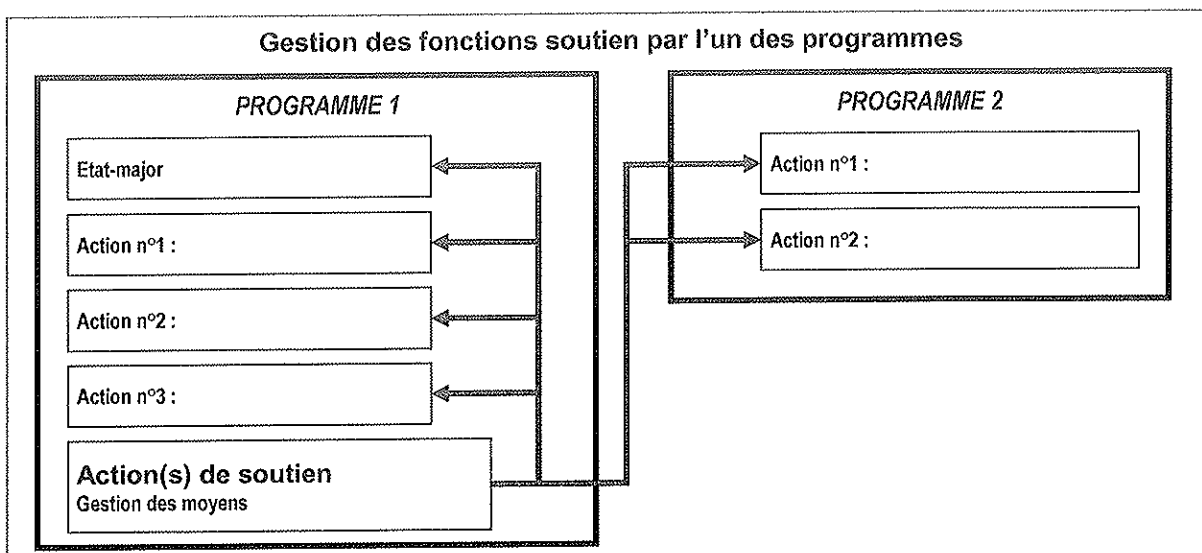 Gestion des fonctions soutien par l'un des programmes
PROGRAMME 1
Etat-major
Action n°1 :
Action n°2 :
Action n°3 :
Action(s) de soutien
Gestion des moyens
PROGRAMME 2
Action n°1 :
Action n°2 :